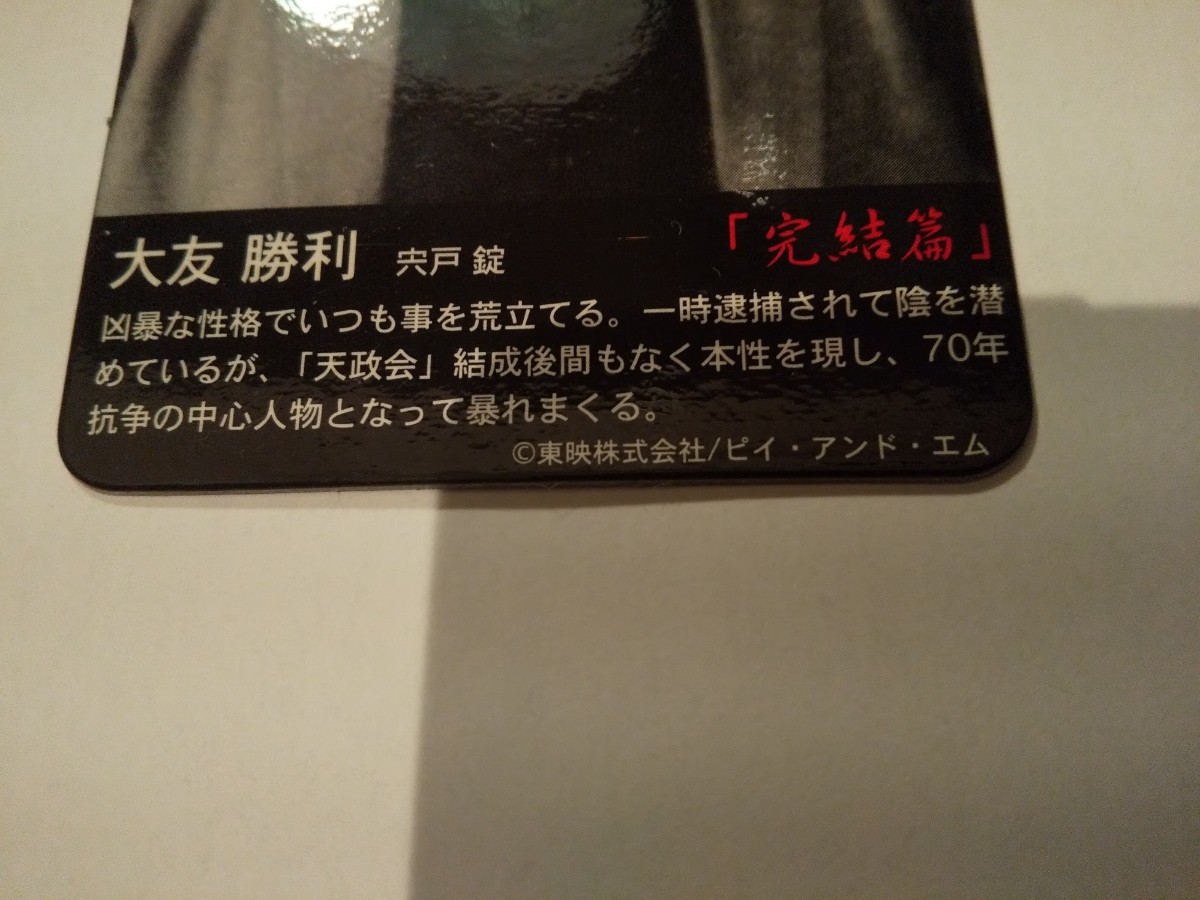 大友 勝利 宍戸 錠 「完結篇」
凶暴な性格でいつも事を荒立てる。一時逮捕されて陰を潜
めているが、「天政会」結成後間もなく本性を現し、70年
抗争の中心人物となって暴れまくる。
©東映株式会社/ピイ・アンド・エム